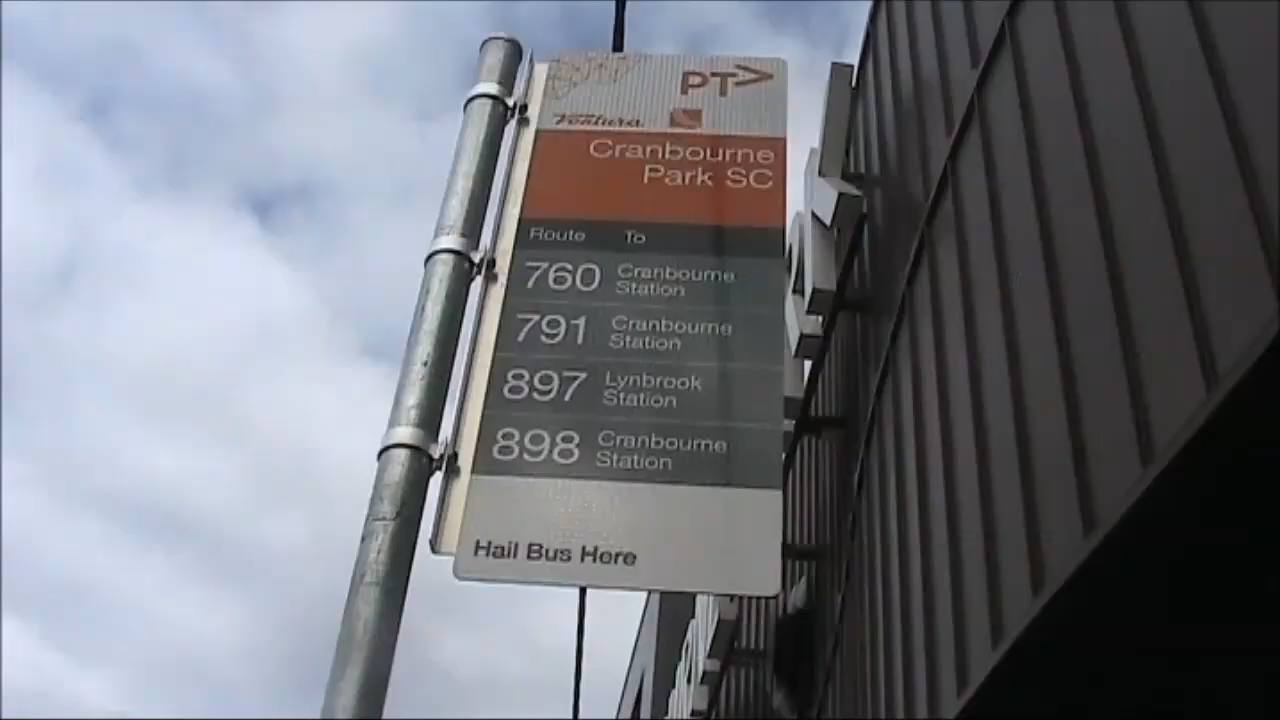 PT>
Ventura
Cranbourne
Park SC
Route To
760 Cranbourne
Station
791 Cranbourne
Station
897 Lynbrook
Station
898 Cranbourne
Station
Hail Bus Here